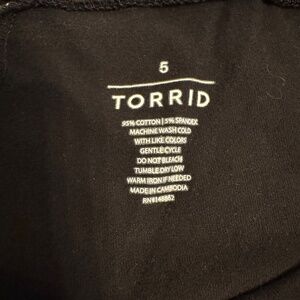 5
TORRID
95% COTTON | 5% SPANDEX
MACHINE WASH COLD
WITH LIKE COLORS
GENTLE CYCLE
DO NOT BLEACH
TUMBLE DRY LOW
WARM IRON IF NEEDED
MADE IN CAMBODIA
RN#148882